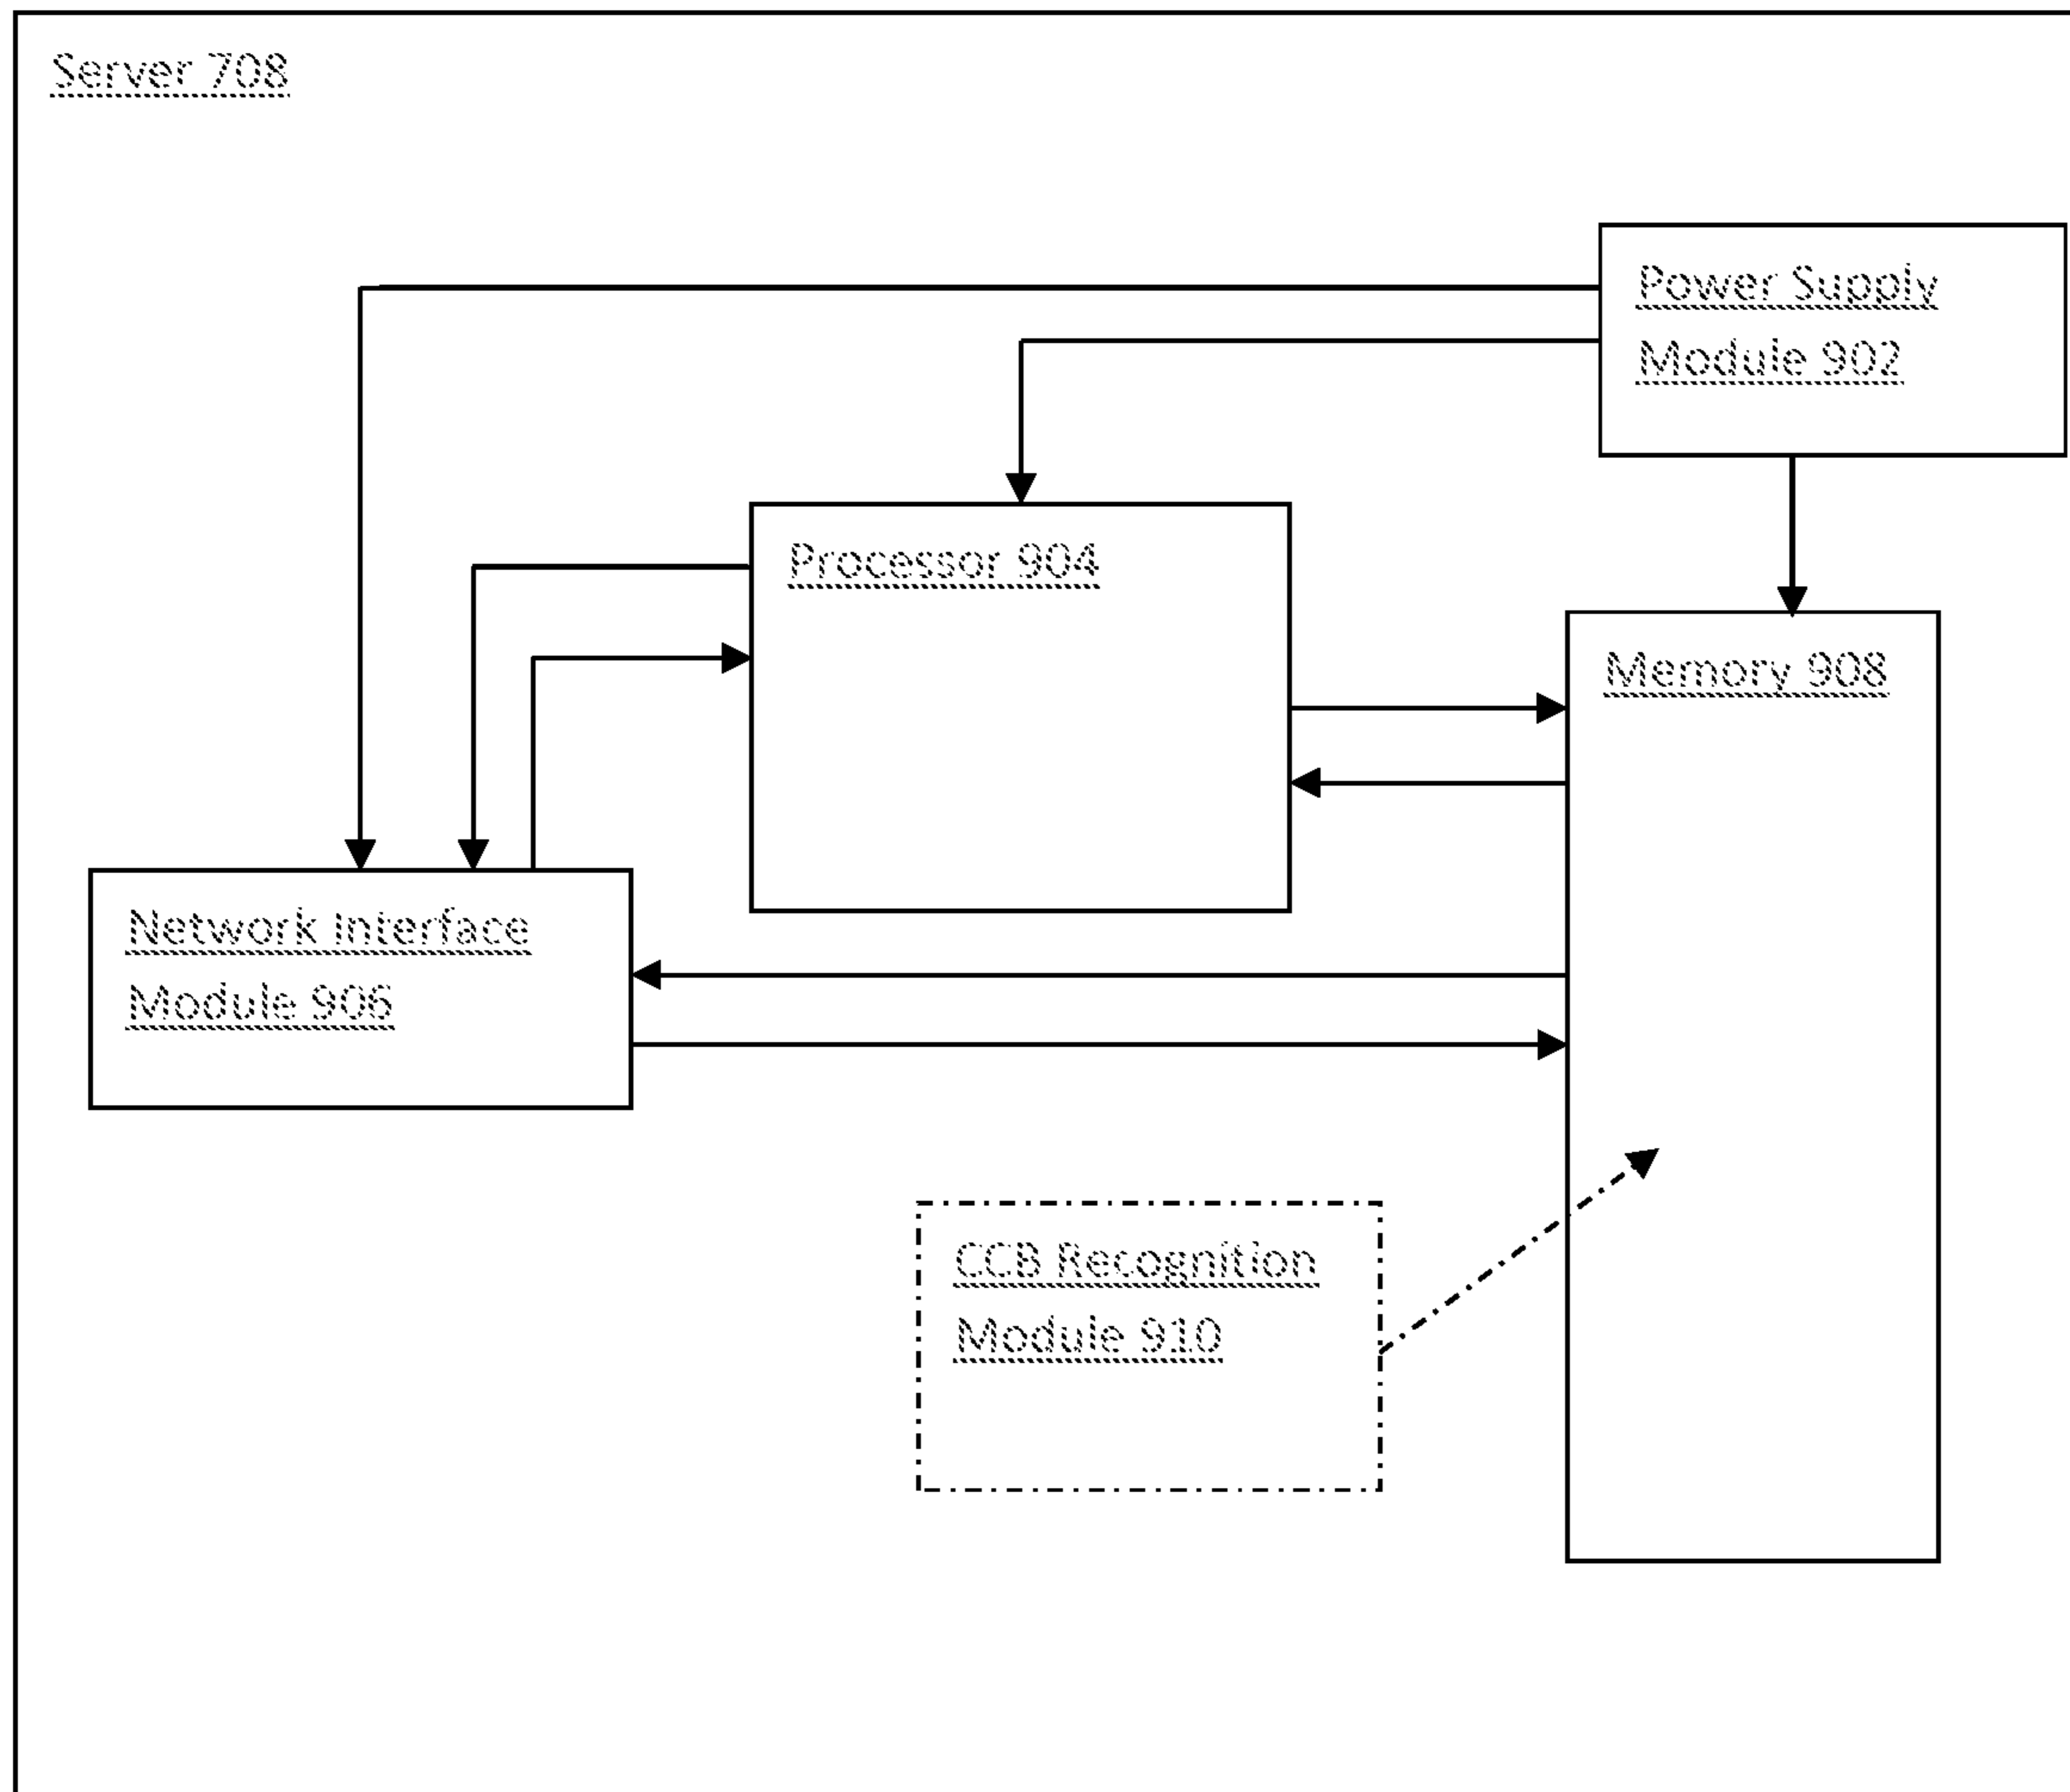 Server 708
Power Supply
Module 902
Processor 904
Memory 908
Network Interface
Module 906
CCB Recognition
Module 910